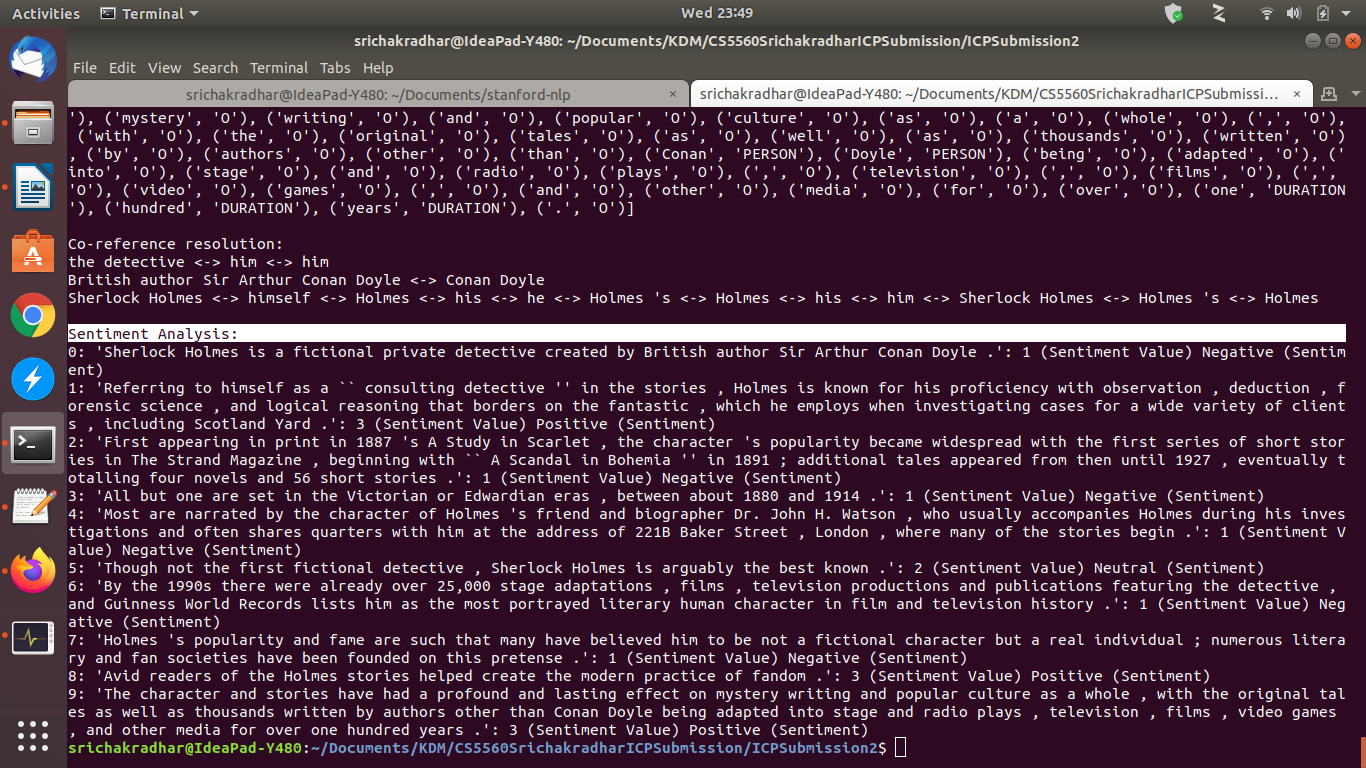 Activities Terminal Wed 23:49
srichakradhar@IdeaPad-Y480: ~/Documents/KDM/CS5560SrichakradharICPSubmission/ICPSubmission2
File Edit View Search Terminal Tabs Help
srichakradhar@IdeaPad-Y480: ~/Documents/stanford-nlp × srichakradhar@IdeaPad-Y480: ~/Documents/KDM/CS5560SrichakradharICPSubmissi... ×
'), ('mystery', 'O'), ('writing', 'O'), ('and', 'O'), ('popular', 'O'), ('culture', 'O'), ('as', 'O'), ('a', 'O'), ('whole', 'O'), (',', 'O'),
('with', 'O'), ('the', 'O'), ('original', 'O'), ('tales', 'O'), ('as', 'O'), ('well', 'O'), ('as', 'O'), ('thousands', 'O'), ('written', 'O')
, ('by', 'O'), ('authors', 'O'), ('other', 'O'), ('than', 'O'), ('Conan', 'PERSON'), ('Doyle', 'PERSON'), ('being', 'O'), ('adapted', 'O'), ('
into', 'O'), ('stage', 'O'), ('and', 'O'), ('radio', 'O'), ('plays', 'O'), (',', 'O'), ('television', 'O'), (',', 'O'), ('films', 'O'), (',',
'O'), ('video', 'O'), ('games', 'O'), (',', 'O'), ('and', 'O'), ('other', 'O'), ('media', 'O'), ('for', 'O'), ('over', 'O'), ('one', 'DURATION
'), ('hundred', 'DURATION'), ('years', 'DURATION'), ('.', 'O')]
Co-reference resolution:
the detective <-> him <-> him
British author Sir Arthur Conan Doyle <-> Conan Doyle
Sherlock Holmes <-> himself <-> Holmes <-> his <-> he <-> Holmes 's <-> Holmes <-> his <-> him <-> Sherlock Holmes <-> Holmes 's <-> Holmes
Sentiment Analysis:
0: 'Sherlock Holmes is a fictional private detective created by British author Sir Arthur Conan Doyle .': 1 (Sentiment Value) Negative (Sentim
ent)
1: 'Referring to himself as a `` consulting detective '' in the stories , Holmes is known for his proficiency with observation , deduction , f
orensic science , and logical reasoning that borders on the fantastic , which he employs when investigating cases for a wide variety of client
s , including Scotland Yard .': 3 (Sentiment Value) Positive (Sentiment)
2: 'First appearing in print in 1887 's A Study in Scarlet , the character 's popularity became widespread with the first series of short stor
ies in The Strand Magazine , beginning with `` A Scandal in Bohemia '' in 1891 ; additional tales appeared from then until 1927 , eventually t
otalling four novels and 56 short stories .': 1 (Sentiment Value) Negative (Sentiment)
3: 'All but one are set in the Victorian or Edwardian eras , between about 1880 and 1914 .': 1 (Sentiment Value) Negative (Sentiment)
4: 'Most are narrated by the character of Holmes 's friend and biographer Dr. John H. Watson , who usually accompanies Holmes during his inves
tigations and often shares quarters with him at the address of 221B Baker Street , London , where many of the stories begin .': 1 (Sentiment V
alue) Negative (Sentiment)
5: 'Though not the first fictional detective , Sherlock Holmes is arguably the best known .': 2 (Sentiment Value) Neutral (Sentiment)
6: 'By the 1990s there were already over 25,000 stage adaptations , films , television productions and publications featuring the detective ,
and Guinness World Records lists him as the most portrayed literary human character in film and television history .': 1 (Sentiment Value) Neg
ative (Sentiment)
7: 'Holmes 's popularity and fame are such that many have believed him to be not a fictional character but a real individual ; numerous litera
ry and fan societies have been founded on this pretense .': 1 (Sentiment Value) Negative (Sentiment)
8: 'Avid readers of the Holmes stories helped create the modern practice of fandom .': 3 (Sentiment Value) Positive (Sentiment)
9: 'The character and stories have had a profound and lasting effect on mystery writing and popular culture as a whole , with the original tal
es as well as thousands written by authors other than Conan Doyle being adapted into stage and radio plays , television , films , video games
, and other media for over one hundred years .': 3 (Sentiment Value) Positive (Sentiment)
srichakradhar@IdeaPad-Y480:~/Documents/KDM/CS5560SrichakradharICPSubmission/ICPSubmission2$